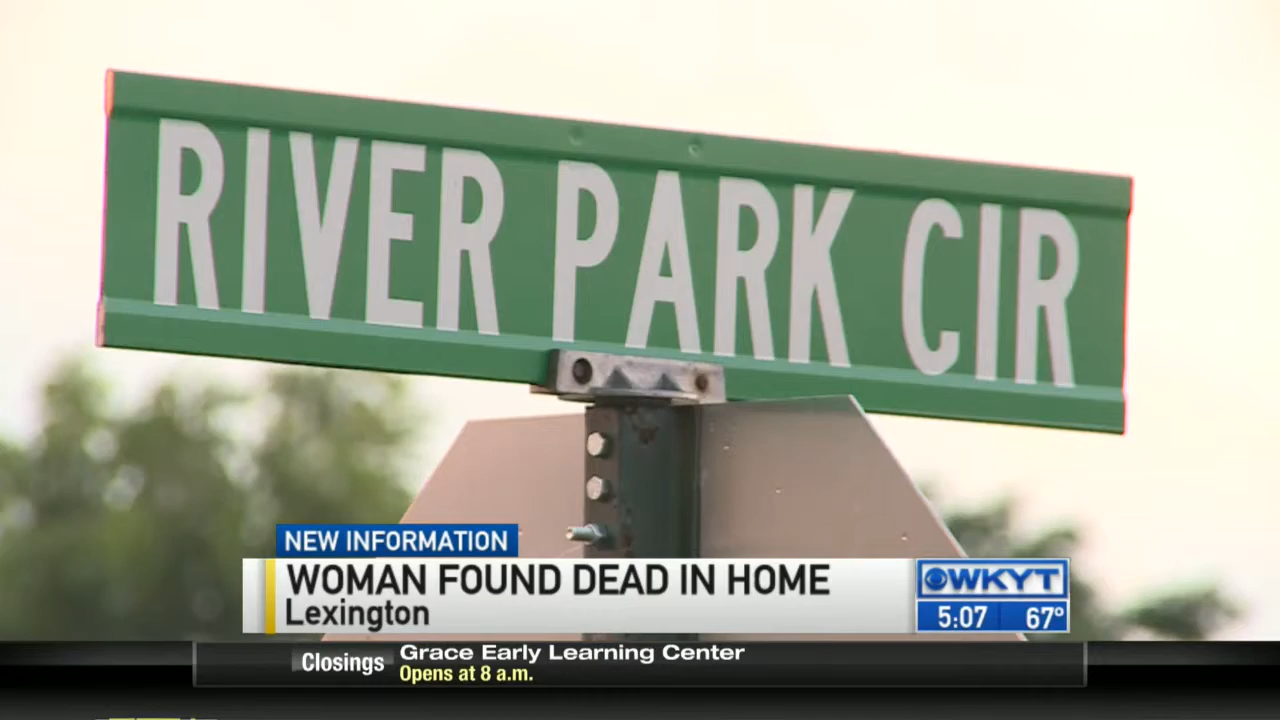 RIVER PARK CIR
NEW INFORMATION
WOMAN FOUND DEAD IN HOME
Lexington
WKYT
5:07 67°
Closings
Grace Early Learning Center
Opens at 8 a.m.